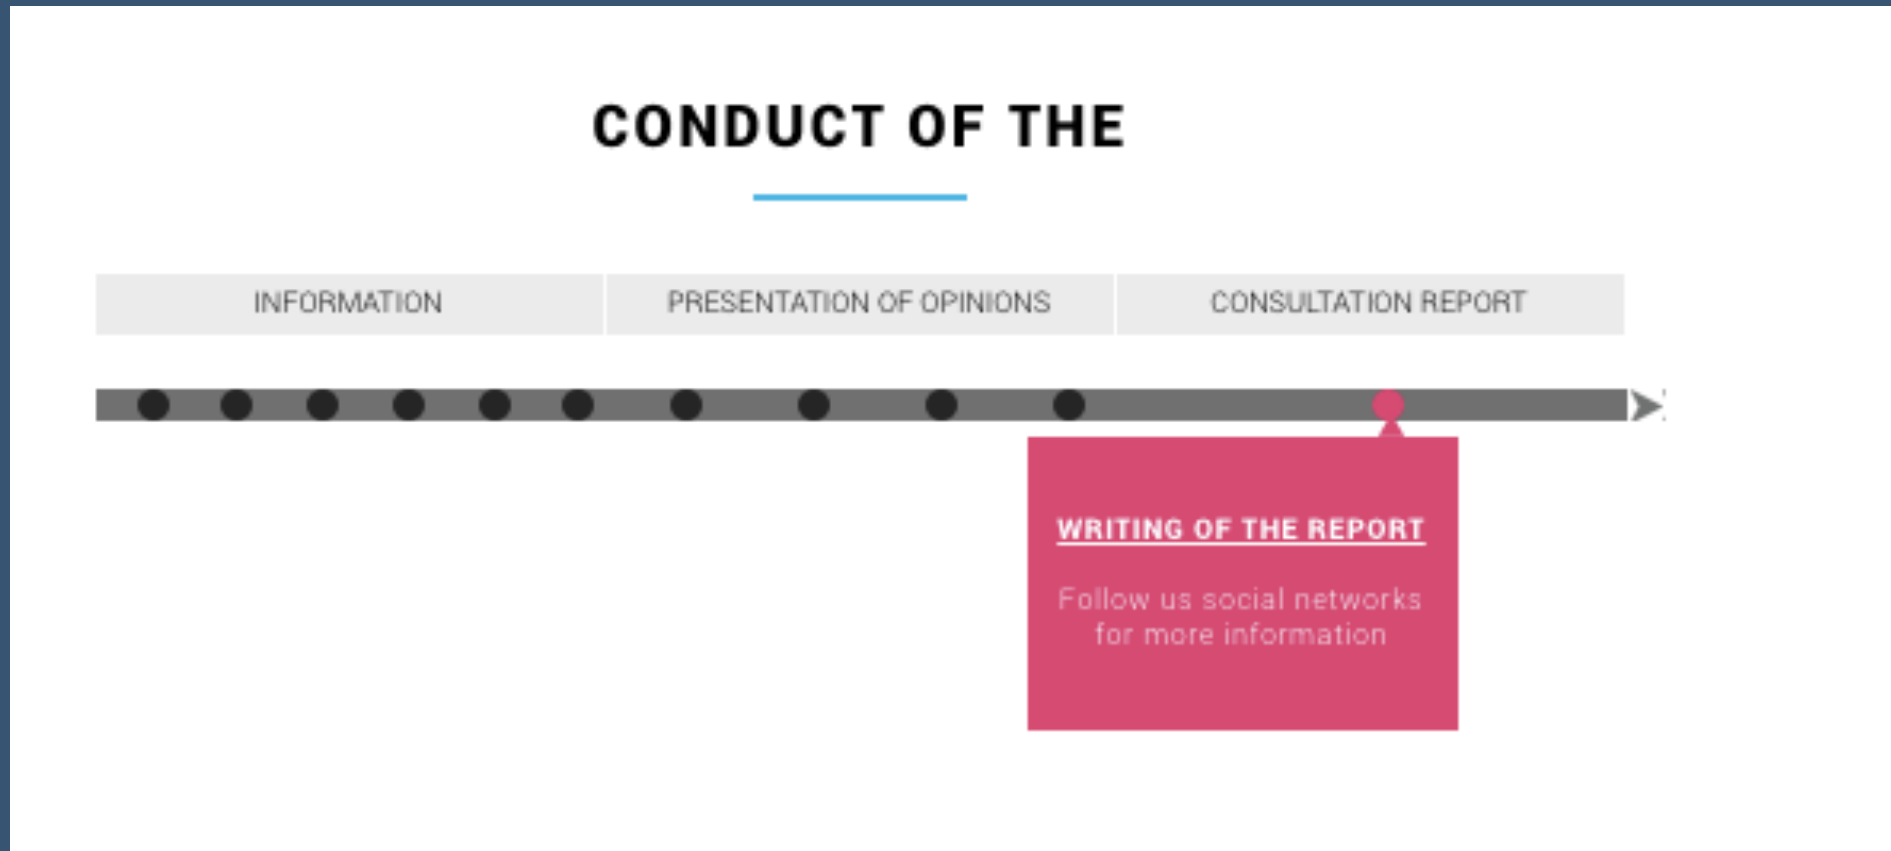 CONDUCT OF THE
INFORMATION
PRESENTATION OF OPINIONS
CONSULTATION REPORT
WRITING OF THE REPORT
Follow us social networks
for more information